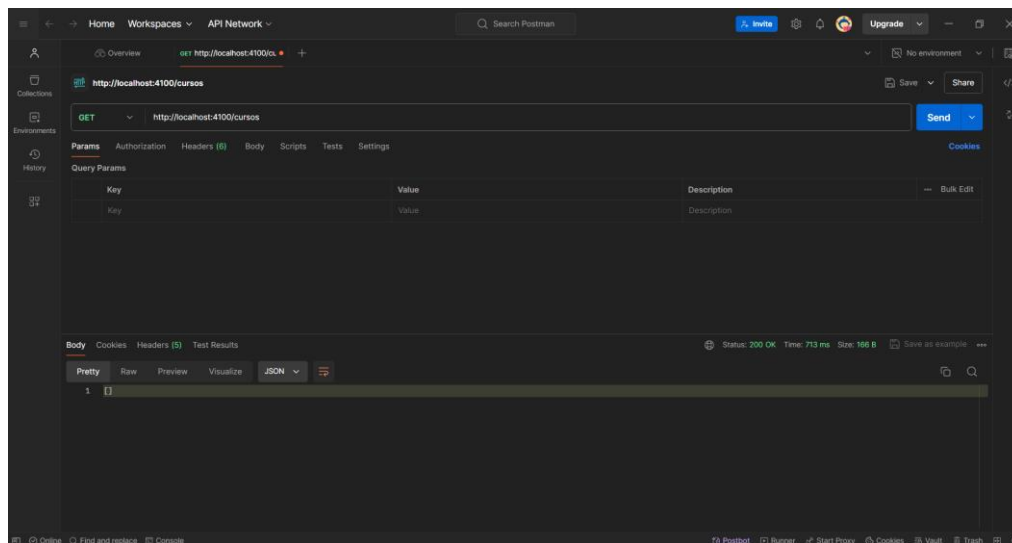 Home Workspaces API Network Search Postman Invite Upgrade
Overview GET http://localhost:4100/cu No environment
http://localhost:4100/cursos Save Share
Collections
GET http://localhost:4100/cursos Send
Environments
Params Authorization Headers (6) Body Scripts Tests Settings Cookies
History
Query Params
Key Value Description Bulk Edit
Key Value Description
Body Cookies Headers (5) Test Results Status: 200 OK Time: 713 ms Size: 166 B Save as example
Pretty Raw Preview Visualize JSON
1 []
Online Find and replace Console Postbot Runner Start Proxy Cookies Vault Trash